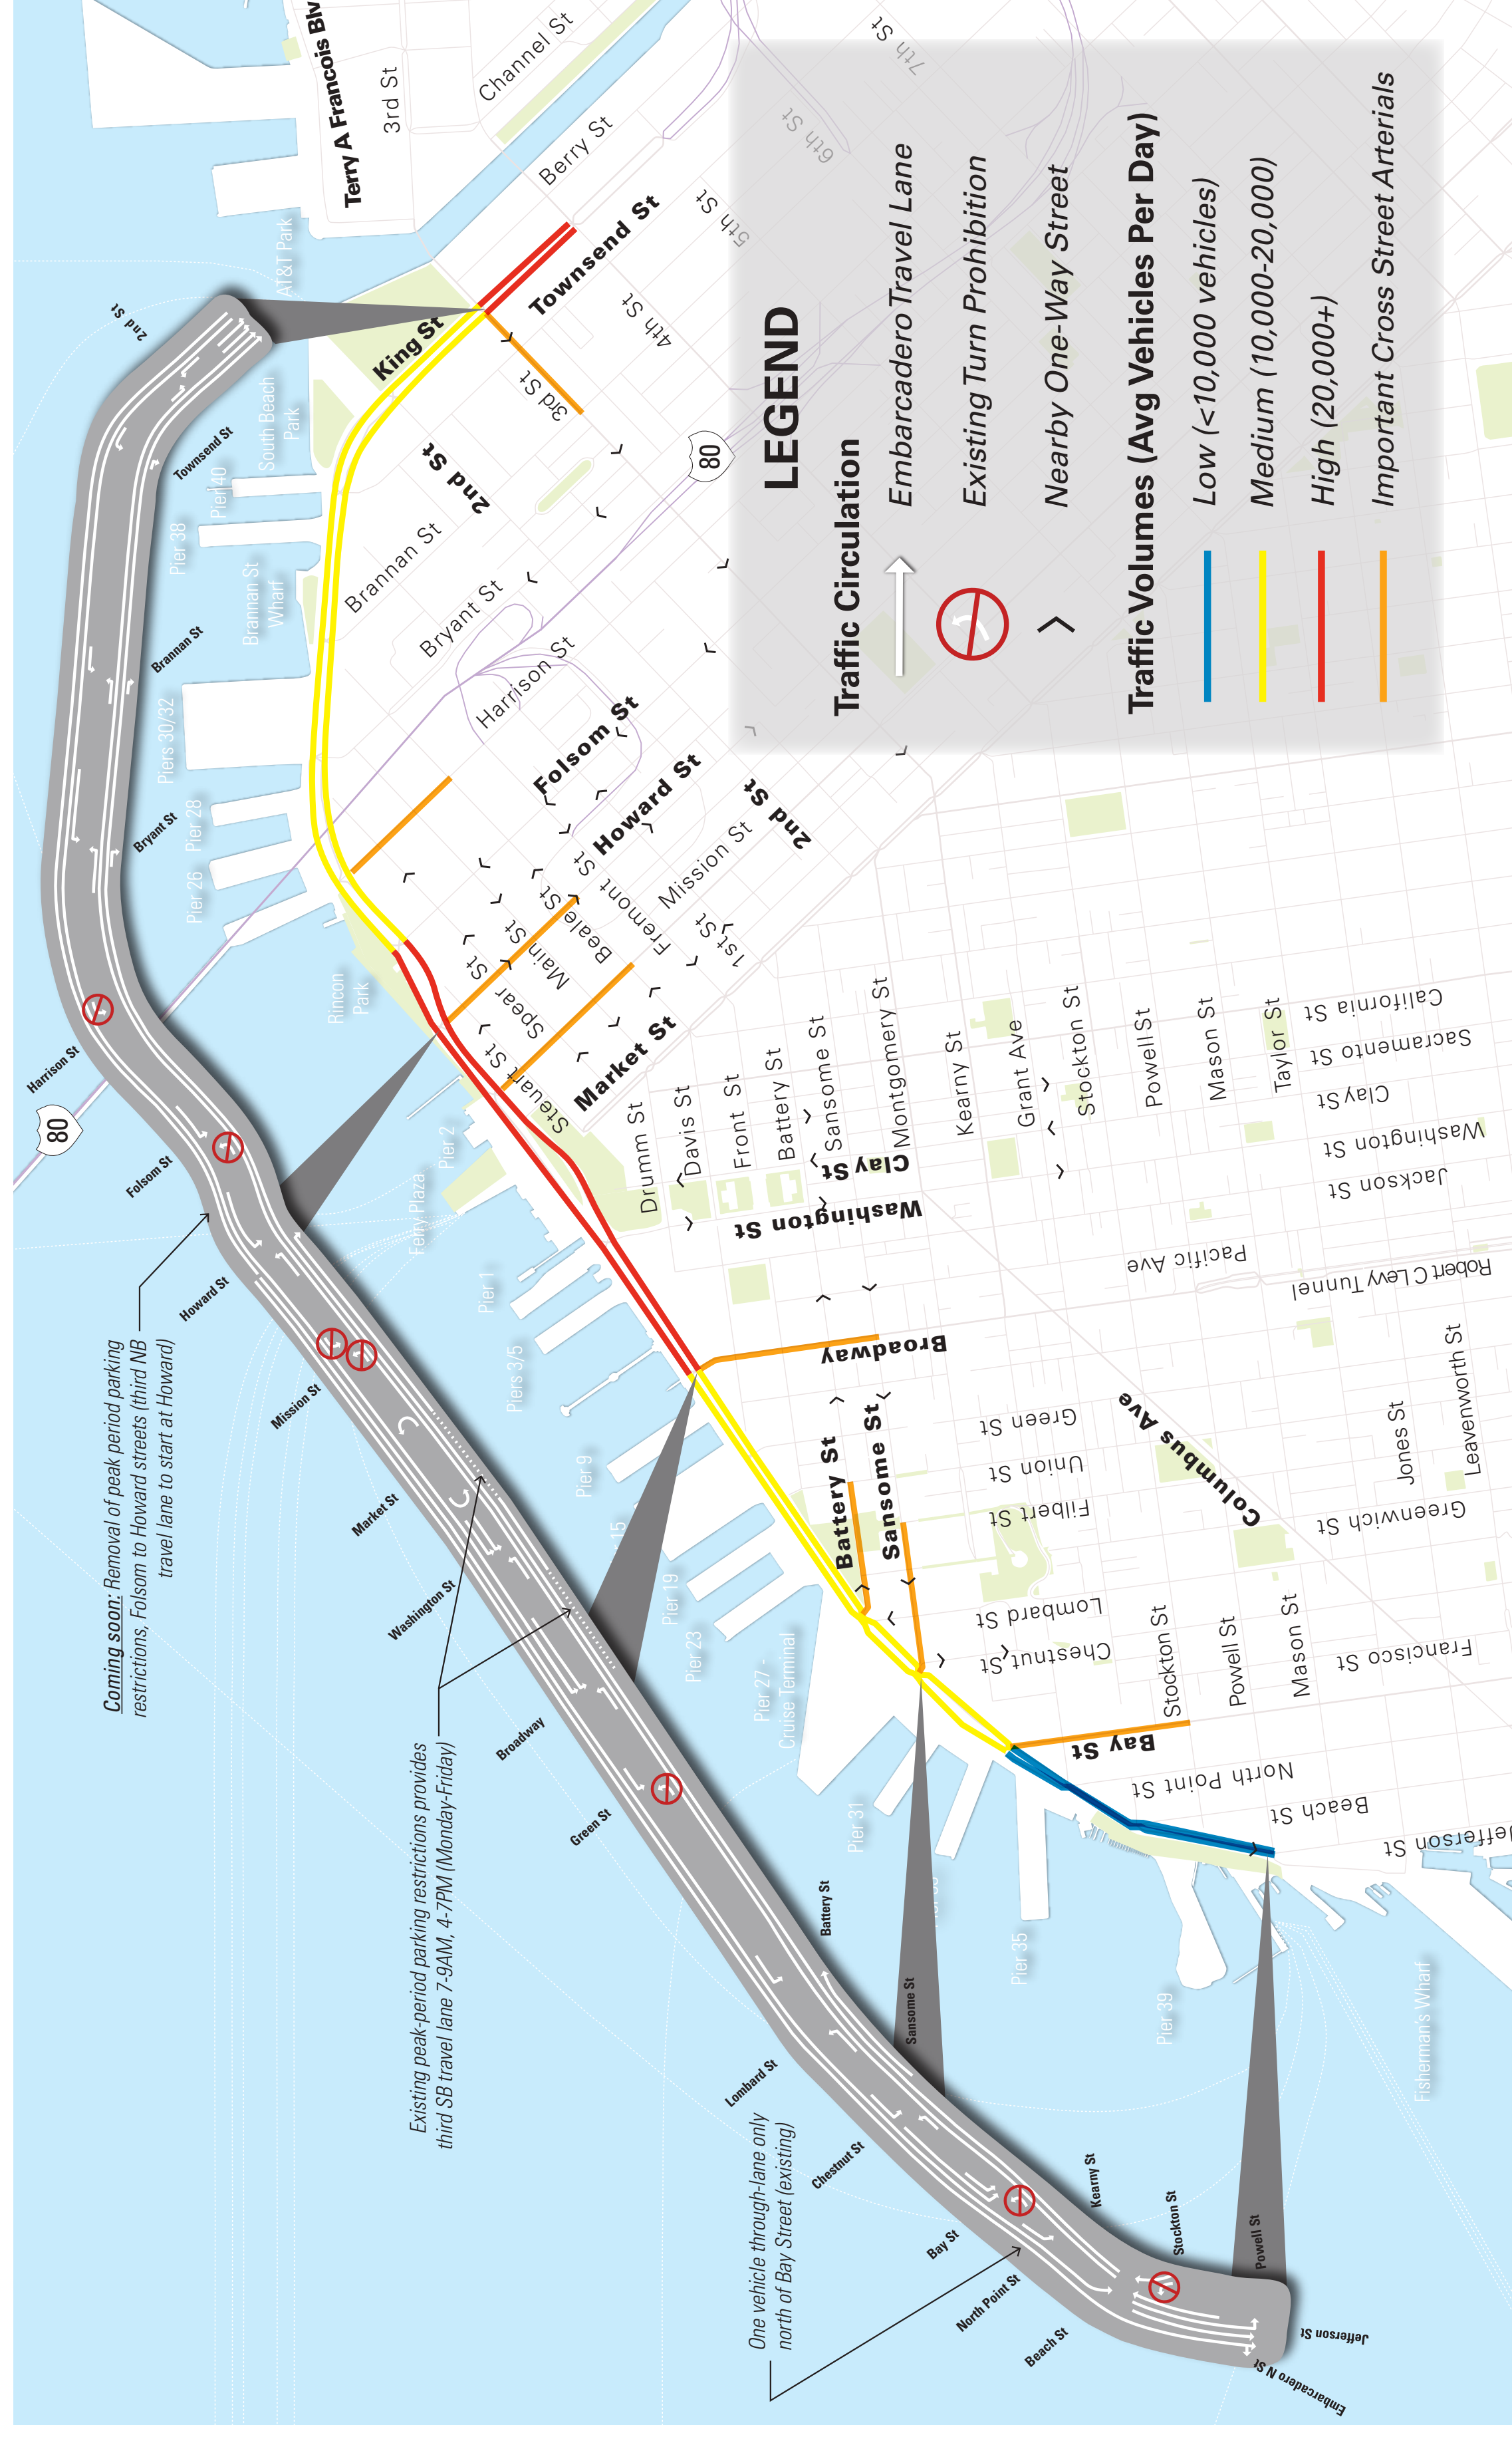 LEGEND
Traffic Circulation
Embarcadero Travel Lane
Existing Turn Prohibition
Nearby One-Way Street
Traffic Volumes (Avg Vehicles Per Day)
Low (<10,000 vehicles)
Medium (10,000-20,000)
High (20,000+)
Important Cross Street Arterials
Coming soon: Removal of peak period parking
restrictions, Folsom to Howard streets (third NB
travel lane to start at Howard)
Existing peak-period parking restrictions provides
third SB travel lane 7-9AM, 4-7PM (Monday-Friday)
One vehicle through-lane only
north of Bay Street (existing)
Embarcadero N St
Jefferson St
Powell St
Stockton St
Beach St
North Point St
Kearny St
Bay St
Chestnut St
Sansome St
Lombard St
Battery St
Green St
Broadway
Washington St
Market St
Mission St
Howard St
Folsom St
Harrison St
80
Bryant St
Brannan St
Townsend St
2nd St
Fisherman's Wharf
Pier 39
Pier 35
Pier 31
Pier 27 -
Cruise Terminal
Pier 23
Pier 19
Pier 9
Piers 3/5
Pier 1
Ferry Plaza
Pier 2
Rincon
Park
Pier 26
Pier 28
Piers 30/32
Brannan St
Wharf
Pier 38
Pier 40
South Beach
Park
AT&T Park
Terry A Francois Blv
3rd St
Channel St
Berry St
King St
Townsend St
3rd St
4th St
5th St
6th St
7th St
2nd St
Brannan St
Bryant St
Harrison St
80
Folsom St
Howard St
2nd St
Mission St
1st St
Fremont St
Beale St
Main St
Spear St
Steuart St
Market St
Drumm St
Davis St
Front St
Battery St
Sansome St
Montgomery St
Kearny St
Grant Ave
Stockton St
Powell St
Mason St
Taylor St
California St
Sacramento St
Clay St
Washington St
Jackson St
Clay St
Washington St
Pacific Ave
Robert C Levy Tunnel
Broadway
Battery St
Sansome St
Green St
Union St
Filbert St
Columbus Ave
Jones St
Leavenworth St
Greenwich St
Lombard St
Chestnut St
Stockton St
Powell St
Mason St
Francisco St
Bay St
North Point St
Beach St
Jefferson St